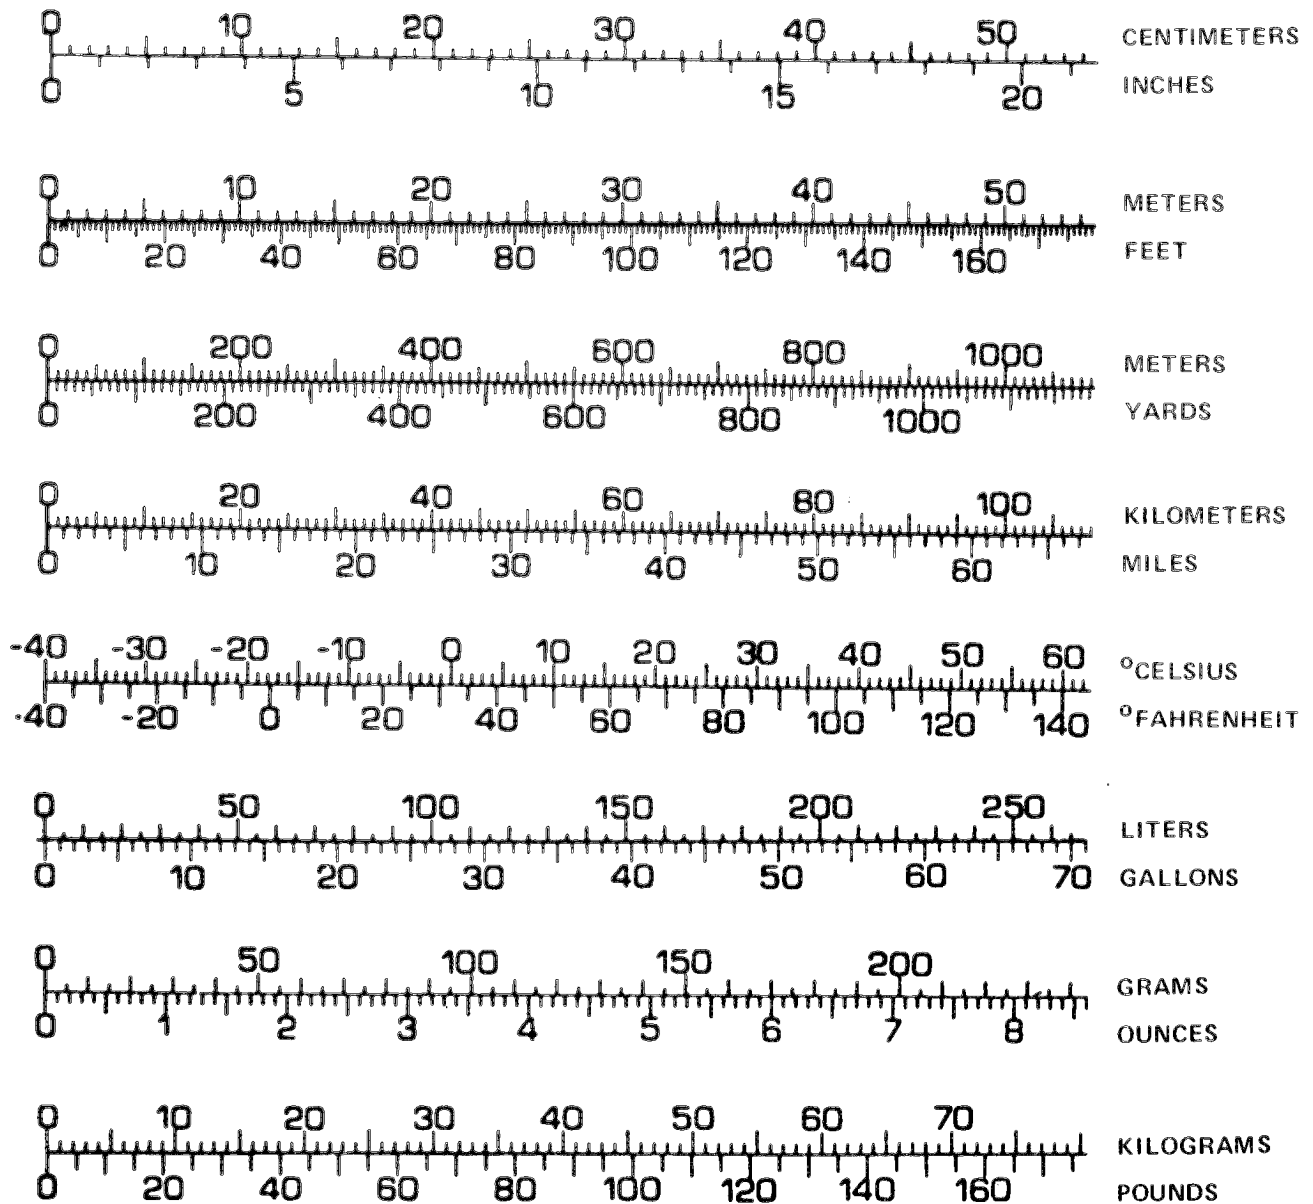 0 10 20 30 40 50 CENTIMETERS
0 5 10 15 20 INCHES
0 10 20 30 40 50 METERS
0 20 40 60 80 100 120 140 160 FEET
0 200 400 600 800 1000 METERS
0 200 400 600 800 1000 YARDS
0 20 40 60 80 100 KILOMETERS
0 10 20 30 40 50 60 MILES
-40 -30 -20 -10 0 10 20 30 40 50 60 °CELSIUS
-40 -20 0 20 40 60 80 100 120 140 °FAHRENHEIT
0 50 100 150 200 250 LITERS
0 10 20 30 40 50 60 70 GALLONS
0 50 100 150 200 GRAMS
0 1 2 3 4 5 6 7 8 OUNCES
0 10 20 30 40 50 60 70 KILOGRAMS
0 20 40 60 80 100 120 140 160 POUNDS